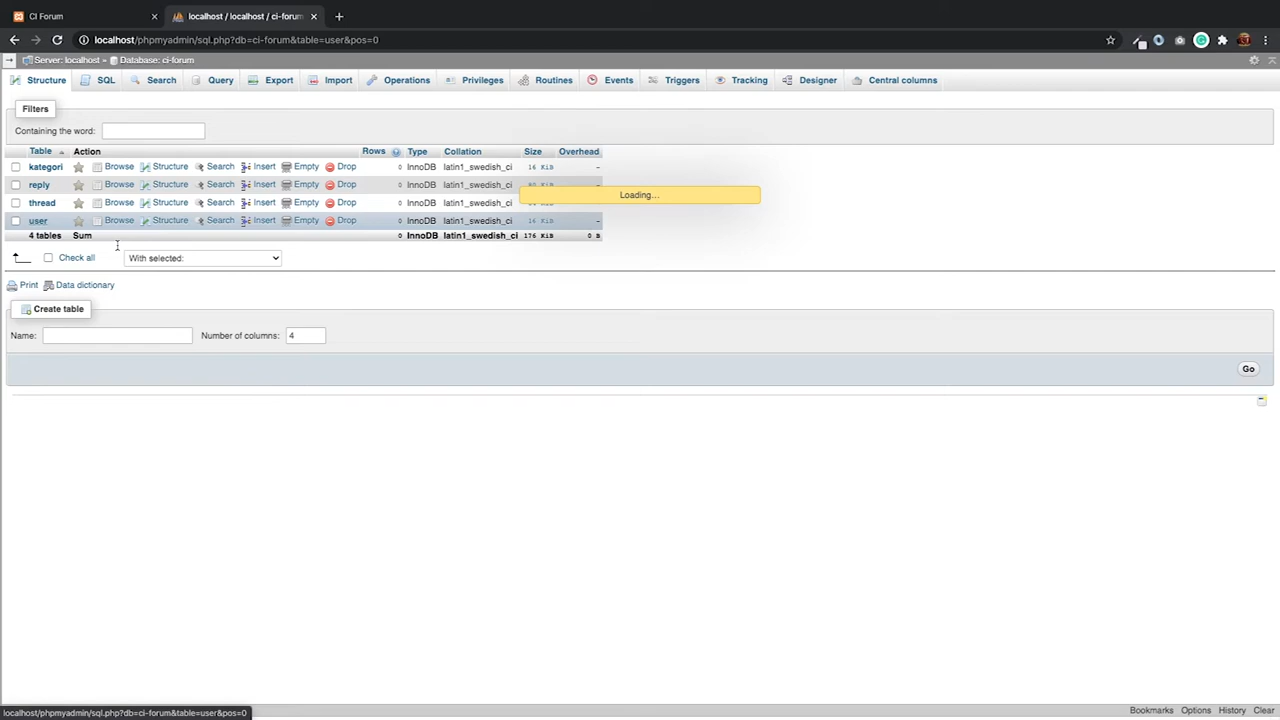 CI Forum
localhost / localhost / ci-forum
localhost/phpmyadmin/sql.php?db=ci-forum&table=user&pos=0
Server: localhost » Database: ci-forum
Structure SQL Search Query Export Import Operations Privileges Routines Events Triggers Tracking Designer Central columns
Filters
Containing the word:
Table Action Rows Type Collation Size Overhead
kategori Browse Structure Search Insert Empty Drop 0 InnoDB latin1_swedish_ci 16 KiB –
reply Browse Structure Search Insert Empty Drop 0 InnoDB latin1_swedish_ci KiB –
thread Browse Structure Search Insert Empty Drop 0 InnoDB latin1_swedish_ci KiB –
user Browse Structure Search Insert Empty Drop 0 InnoDB latin1_swedish_ci 16 KiB –
4 tables Sum 0 InnoDB latin1_swedish_ci 176 KiB 0 B
Loading...
Check all With selected:
Print Data dictionary
Create table
Name: Number of columns: 4
Go
localhost/phpmyadmin/sql.php?db=ci-forum&table=user&pos=0
Bookmarks Options History Clear